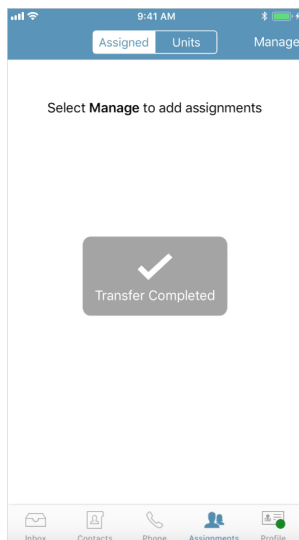 9:41 AM
Assigned Units Manage
Select Manage to add assignments
Transfer Completed
Inbox Contacts Phone Assignments Profile